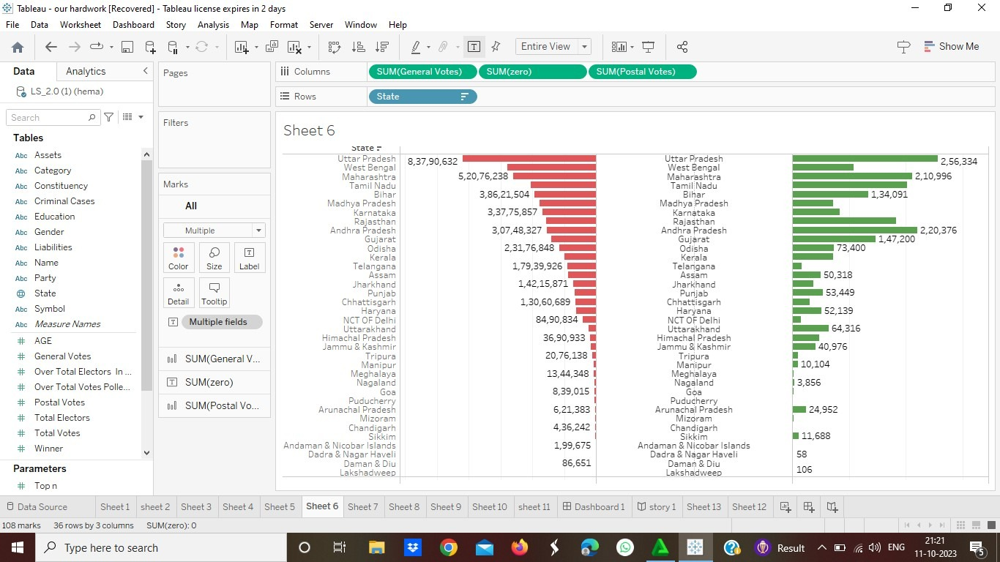 Tableau - our hardwork [Recovered] - Tableau license expires in 2 days
File Data Worksheet Dashboard Story Analysis Map Format Server Window Help
Entire View Show Me
Data Analytics
LS_2.0 (1) (hema)
Search
Tables
Abc Assets
Abc Category
Abc Constituency
Abc Criminal Cases
Abc Education
Abc Gender
Abc Liabilities
Abc Name
Abc Party
State
Abc Symbol
Abc Measure Names
AGE
General Votes
Over Total Electors In ...
Over Total Votes Polle...
Postal Votes
Total Electors
Total Votes
Winner
Parameters
Top n
Pages
Filters
Marks
All
Multiple
Color Size Label
Detail Tooltip
Multiple fields
SUM(General V...
SUM(zero)
SUM(Postal Vo...
Columns SUM(General Votes) SUM(zero) SUM(Postal Votes)
Rows State
Sheet 6
State
Uttar Pradesh 8,37,90,632 Uttar Pradesh 2,56,334
West Bengal West Bengal
Maharashtra 5,20,76,238 Maharashtra 2,10,996
Tamil Nadu Tamil Nadu
Bihar 3,86,21,504 Bihar 1,34,091
Madhya Pradesh Madhya Pradesh
Karnataka 3,37,75,857 Karnataka
Rajasthan Rajasthan
Andhra Pradesh 3,07,48,327 Andhra Pradesh 2,20,376
Gujarat Gujarat 1,47,200
Odisha 2,31,76,848 Odisha 73,400
Kerala Kerala
Telangana 1,79,39,926 Telangana
Assam Assam 50,318
Jharkhand 1,42,15,871 Jharkhand
Punjab Punjab 53,449
Chhattisgarh 1,30,60,689 Chhattisgarh
Haryana Haryana 52,139
NCT OF Delhi 84,90,834 NCT OF Delhi
Uttarakhand Uttarakhand 64,316
Himachal Pradesh 36,90,933 Himachal Pradesh
Jammu & Kashmir Jammu & Kashmir 40,976
Tripura 20,76,138 Tripura
Manipur Manipur 10,104
Meghalaya 13,44,348 Meghalaya
Nagaland Nagaland 3,856
Goa 8,39,015 Goa
Puducherry Puducherry
Arunachal Pradesh 6,21,383 Arunachal Pradesh 24,952
Mizoram Mizoram
Chandigarh 4,36,242 Chandigarh
Sikkim Sikkim 11,688
Andaman & Nicobar Islands 1,99,675 Andaman & Nicobar Islands
Dadra & Nagar Haveli Dadra & Nagar Haveli 58
Daman & Diu 86,651 Daman & Diu
Lakshadweep Lakshadweep 106
Data Source Sheet 1 sheet 2 Sheet 3 Sheet 4 Sheet 5 Sheet 6 Sheet 7 Sheet 8 Sheet 9 Sheet 10 sheet 11 Dashboard 1 story 1 Sheet 13 Sheet 12
108 marks 36 rows by 3 columns SUM(zero): 0
Type here to search Result ENG 21:21
11-10-2023 5